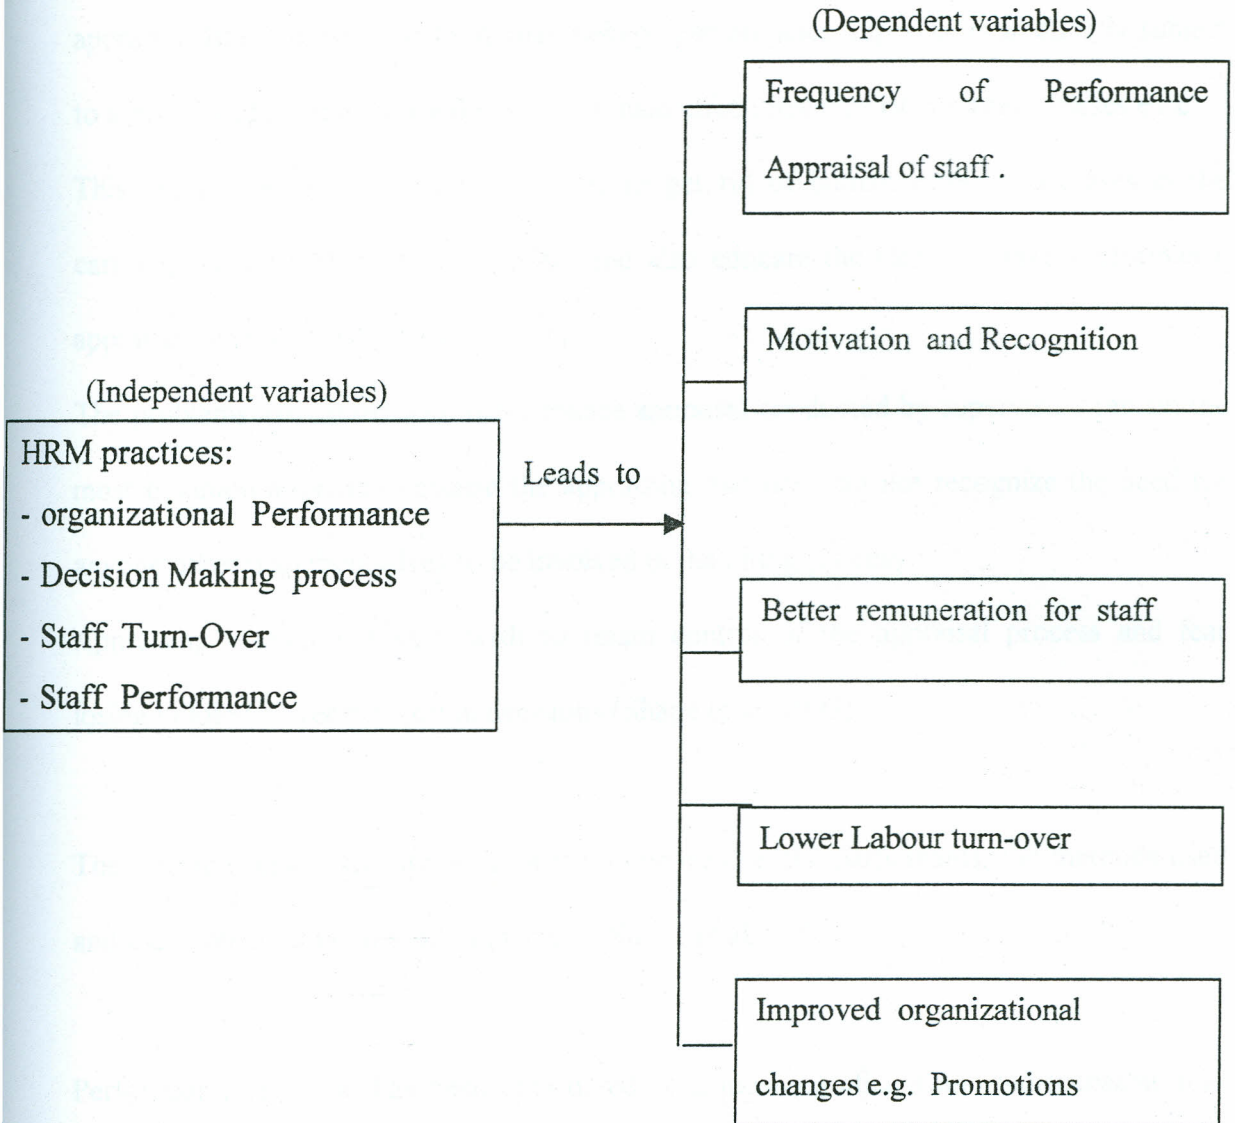 (Dependent variables)
Frequency of Performance
Appraisal of staff .
Motivation and Recognition
(Independent variables)
HRM practices:
- organizational Performance
- Decision Making process
- Staff Turn-Over
- Staff Performance
Leads to
Better remuneration for staff
Lower Labour turn-over
Improved organizational
changes e.g. Promotions